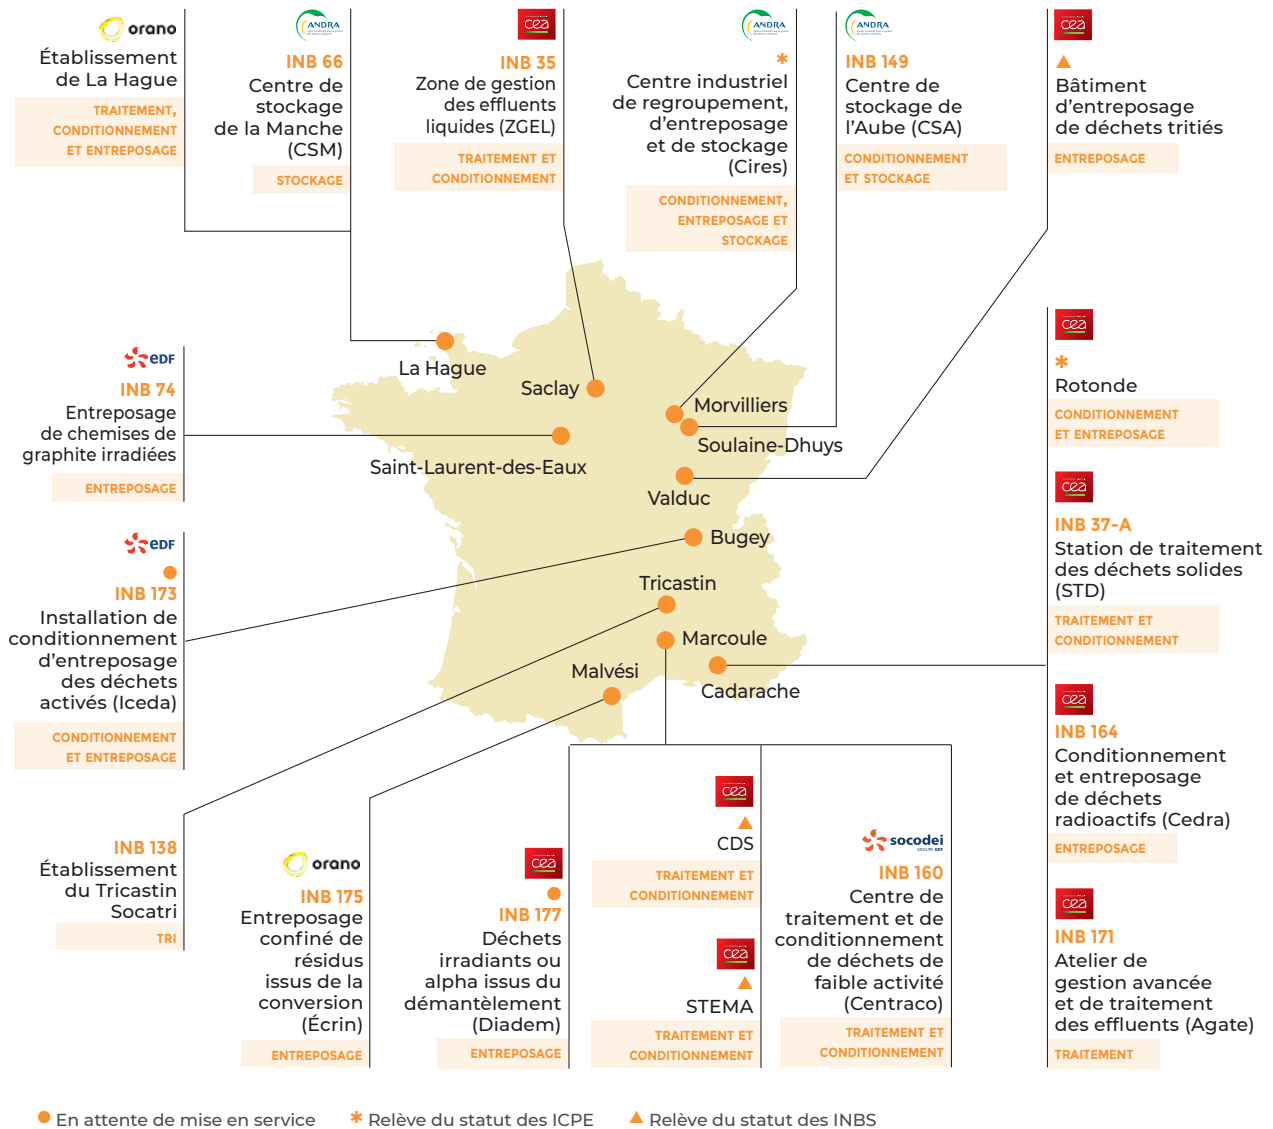 orano
Établissement
de La Hague
TRAITEMENT,
CONDITIONNEMENT
ET ENTREPOSAGE
ANDRA
INB 66
Centre de
stockage
de la Manche
(CSM)
STOCKAGE
cea
INB 35
Zone de gestion
des effluents
liquides (ZGEL)
TRAITEMENT ET
CONDITIONNEMENT
ANDRA
*
Centre industriel
de regroupement,
d'entreposage
et de stockage
(Cires)
CONDITIONNEMENT,
ENTREPOSAGE ET
STOCKAGE
ANDRA
INB 149
Centre de
stockage de
l'Aube (CSA)
CONDITIONNEMENT
ET STOCKAGE
cea
Bâtiment
d'entreposage
de déchets tritiés
ENTREPOSAGE
La Hague
Saclay
Morvilliers
Soulaine-Dhuys
Saint-Laurent-des-Eaux
Valduc
Bugey
Tricastin
Marcoule
Malvési
Cadarache
eDF
INB 74
Entreposage
de chemises de
graphite irradiées
ENTREPOSAGE
eDF
INB 173
Installation de
conditionnement
d'entreposage
des déchets
activés (Iceda)
CONDITIONNEMENT
ET ENTREPOSAGE
INB 138
Établissement
du Tricastin
Socatri
TRI
orano
INB 175
Entreposage
confiné de
résidus
issus de la
conversion
(Écrin)
ENTREPOSAGE
cea
INB 177
Déchets
irradiants ou
alpha issus du
démantèlement
(Diadem)
ENTREPOSAGE
cea
CDS
TRAITEMENT ET
CONDITIONNEMENT
cea
STEMA
TRAITEMENT ET
CONDITIONNEMENT
socodei
GROUPE EDF
INB 160
Centre de
traitement et de
conditionnement
de déchets de
faible activité
(Centraco)
TRAITEMENT ET
CONDITIONNEMENT
cea
*
Rotonde
CONDITIONNEMENT
ET ENTREPOSAGE
cea
INB 37-A
Station de traitement
des déchets solides
(STD)
TRAITEMENT ET
CONDITIONNEMENT
cea
INB 164
Conditionnement
et entreposage
de déchets
radioactifs (Cedra)
ENTREPOSAGE
cea
INB 171
Atelier de
gestion avancée
et de traitement
des effluents (Agate)
TRAITEMENT
En attente de mise en service * Relève du statut des ICPE Relève du statut des INBS